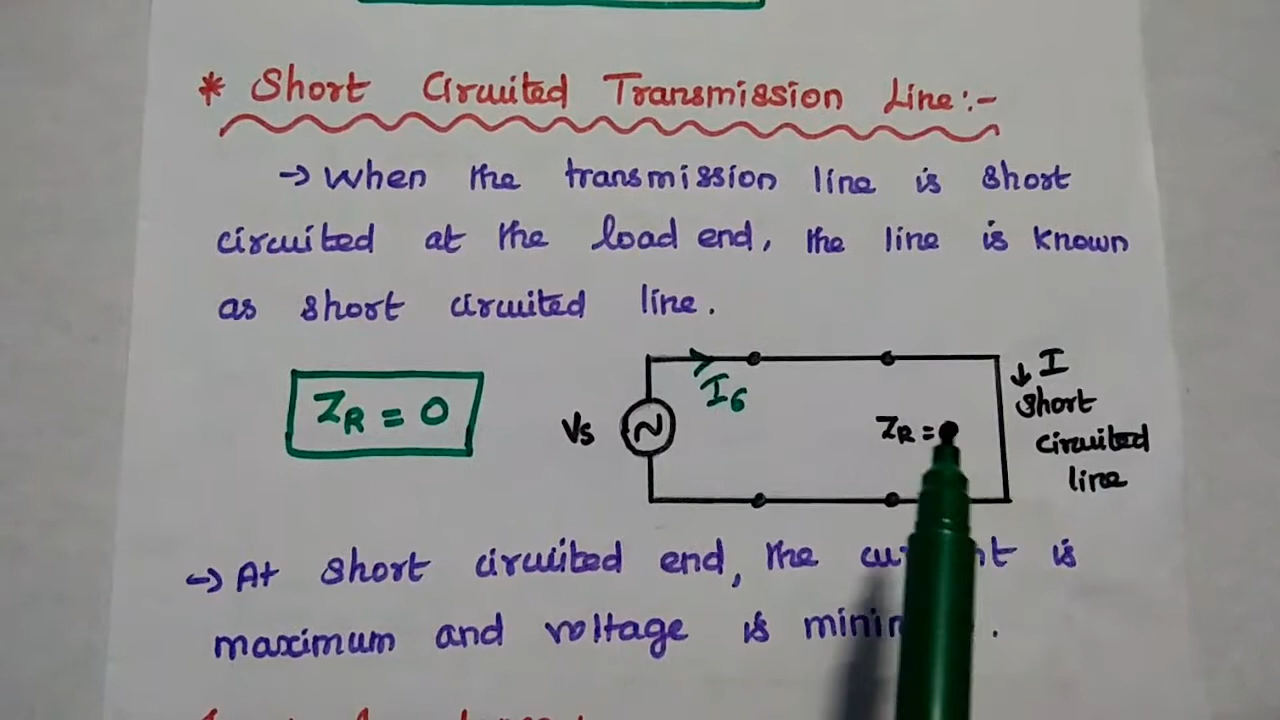 * Short Circuited Transmission Line:-
→ When the transmission line is short
circuited at the load end, the line is known
as short circuited line.
ZR = 0
Vs
IG
ZR =
↓ I
short
circuited
line
→ At short circuited end, the is
maximum and voltage is